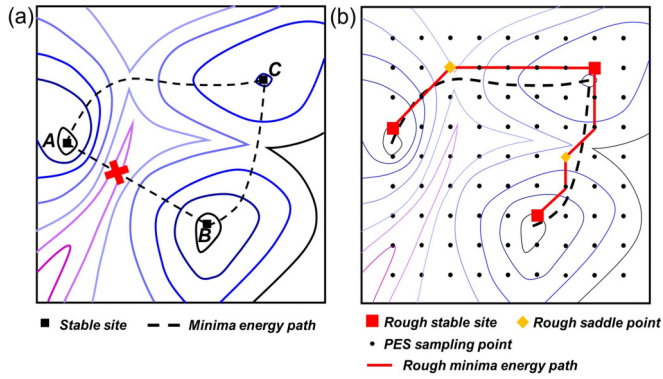 (a)
(b)
C
A
B
Stable site
Minima energy path
Rough stable site
Rough saddle point
PES sampling point
Rough minima energy path